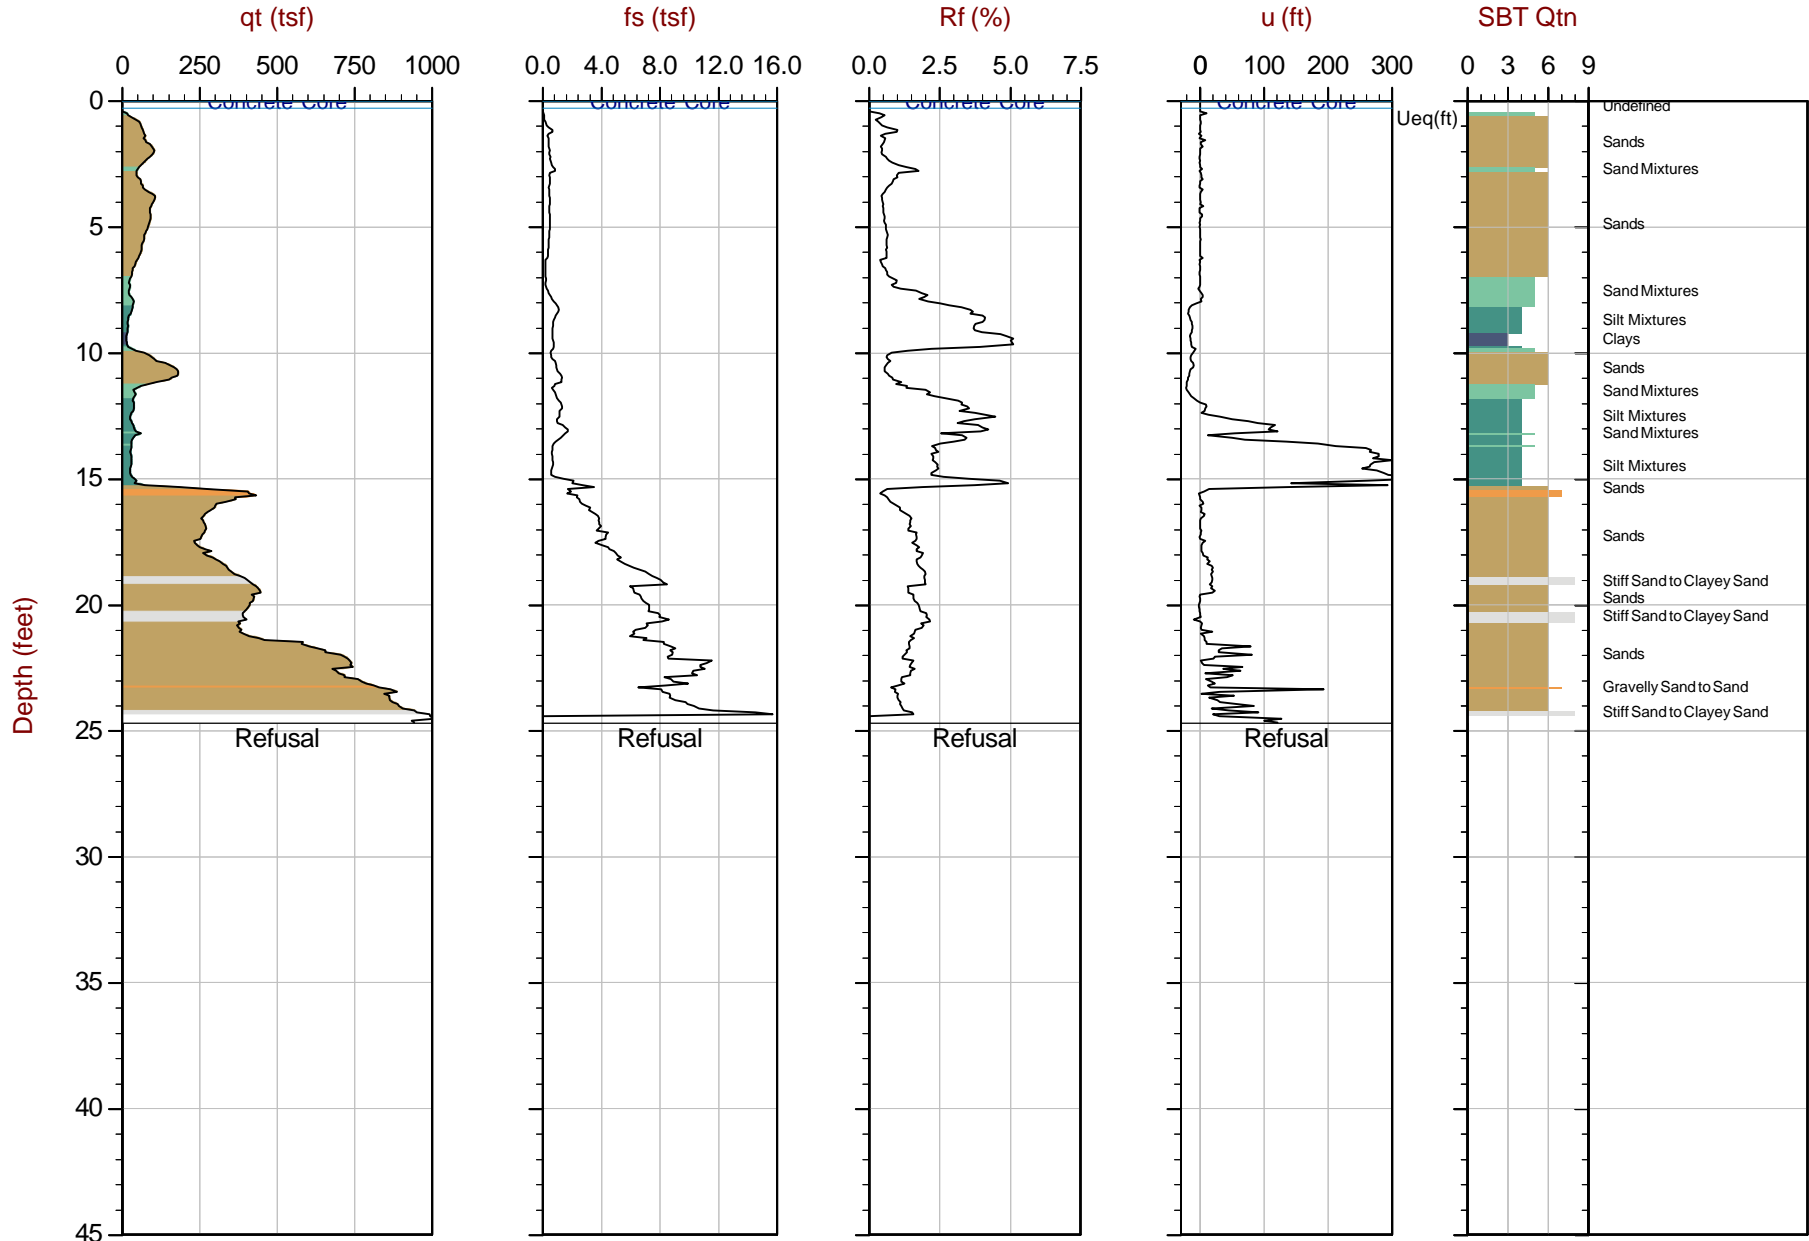 qt (tsf) fs (tsf) Rf (%) u (ft) SBT Qtn
0 250 500 750 1000 0.0 4.0 8.0 12.0 16.0 0.0 2.5 5.0 7.5 0 100 200 300 0 3 6 9
0
Concrete Core Concrete Core Concrete Core Concrete Core
Undefined
Ueq(ft)
Sands
Sand Mixtures
Sands
5
Sand Mixtures
Silt Mixtures
Clays
10
Sands
Sand Mixtures
Silt Mixtures
Sand Mixtures
Silt Mixtures
15
Sands
Sands
Stiff Sand to Clayey Sand
Sands
20
Stiff Sand to Clayey Sand
Sands
Depth (feet)
Gravelly Sand to Sand
Stiff Sand to Clayey Sand
25
Refusal Refusal Refusal Refusal
30
35
40
45